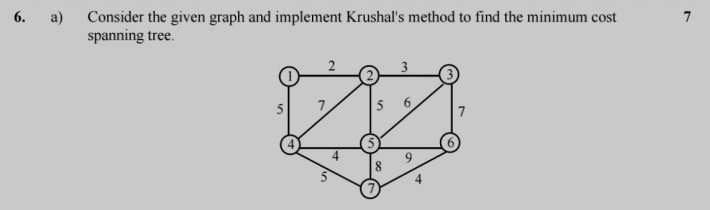 6. a) Consider the given graph and implement Krushal's method to find the minimum cost 7
spanning tree.
2 3
1 2 3
5 7 5 6 7
4 5 6
4 9
5 8 4
7